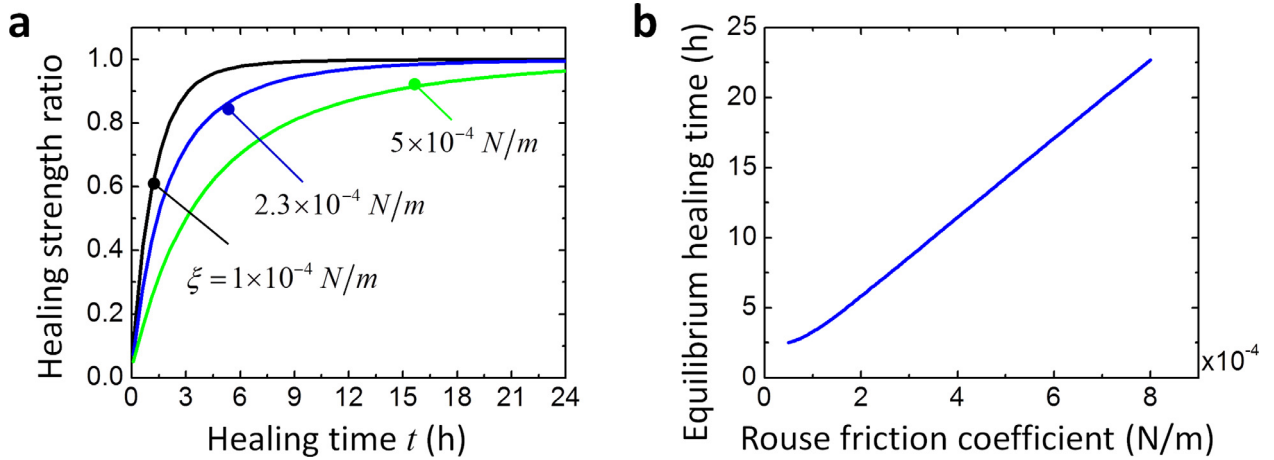 a
Healing strength ratio
1.0
0.8
0.6
0.4
0.2
0.0
0 3 6 9 12 15 18 21 24
Healing time t (h)
5×10⁻⁴ N/m
2.3×10⁻⁴ N/m
ξ = 1×10⁻⁴ N/m
b
Equilibrium healing time (h)
25
20
15
10
5
0
0 2 4 6 8
x10⁻⁴
Rouse friction coefficient (N/m)